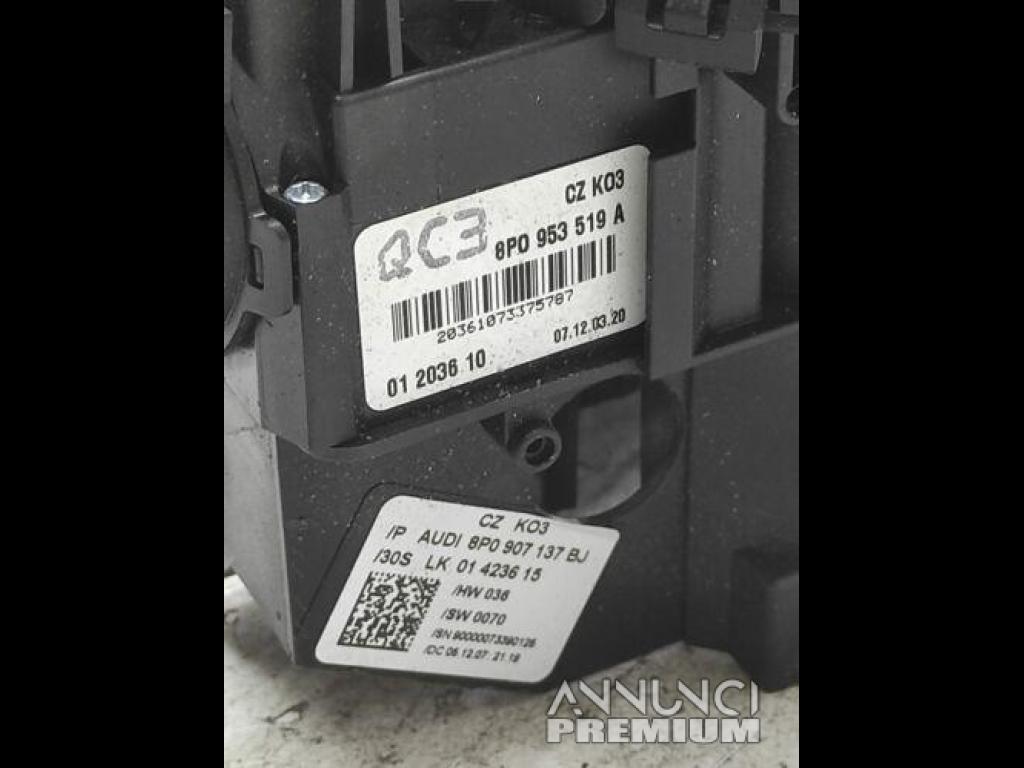 QC3
CZ K03
8P0 953 519 A
20361073375787
01 2036 10
07.12.03.20
CZ K03
/P AUDI 8P0 907 137 BJ
/30S LK 01 4236 15
/HW 036
/SW 0070
/SN 90000073390126
/DC 06.12.07; 21.19
ANNUNCI
PREMIUM